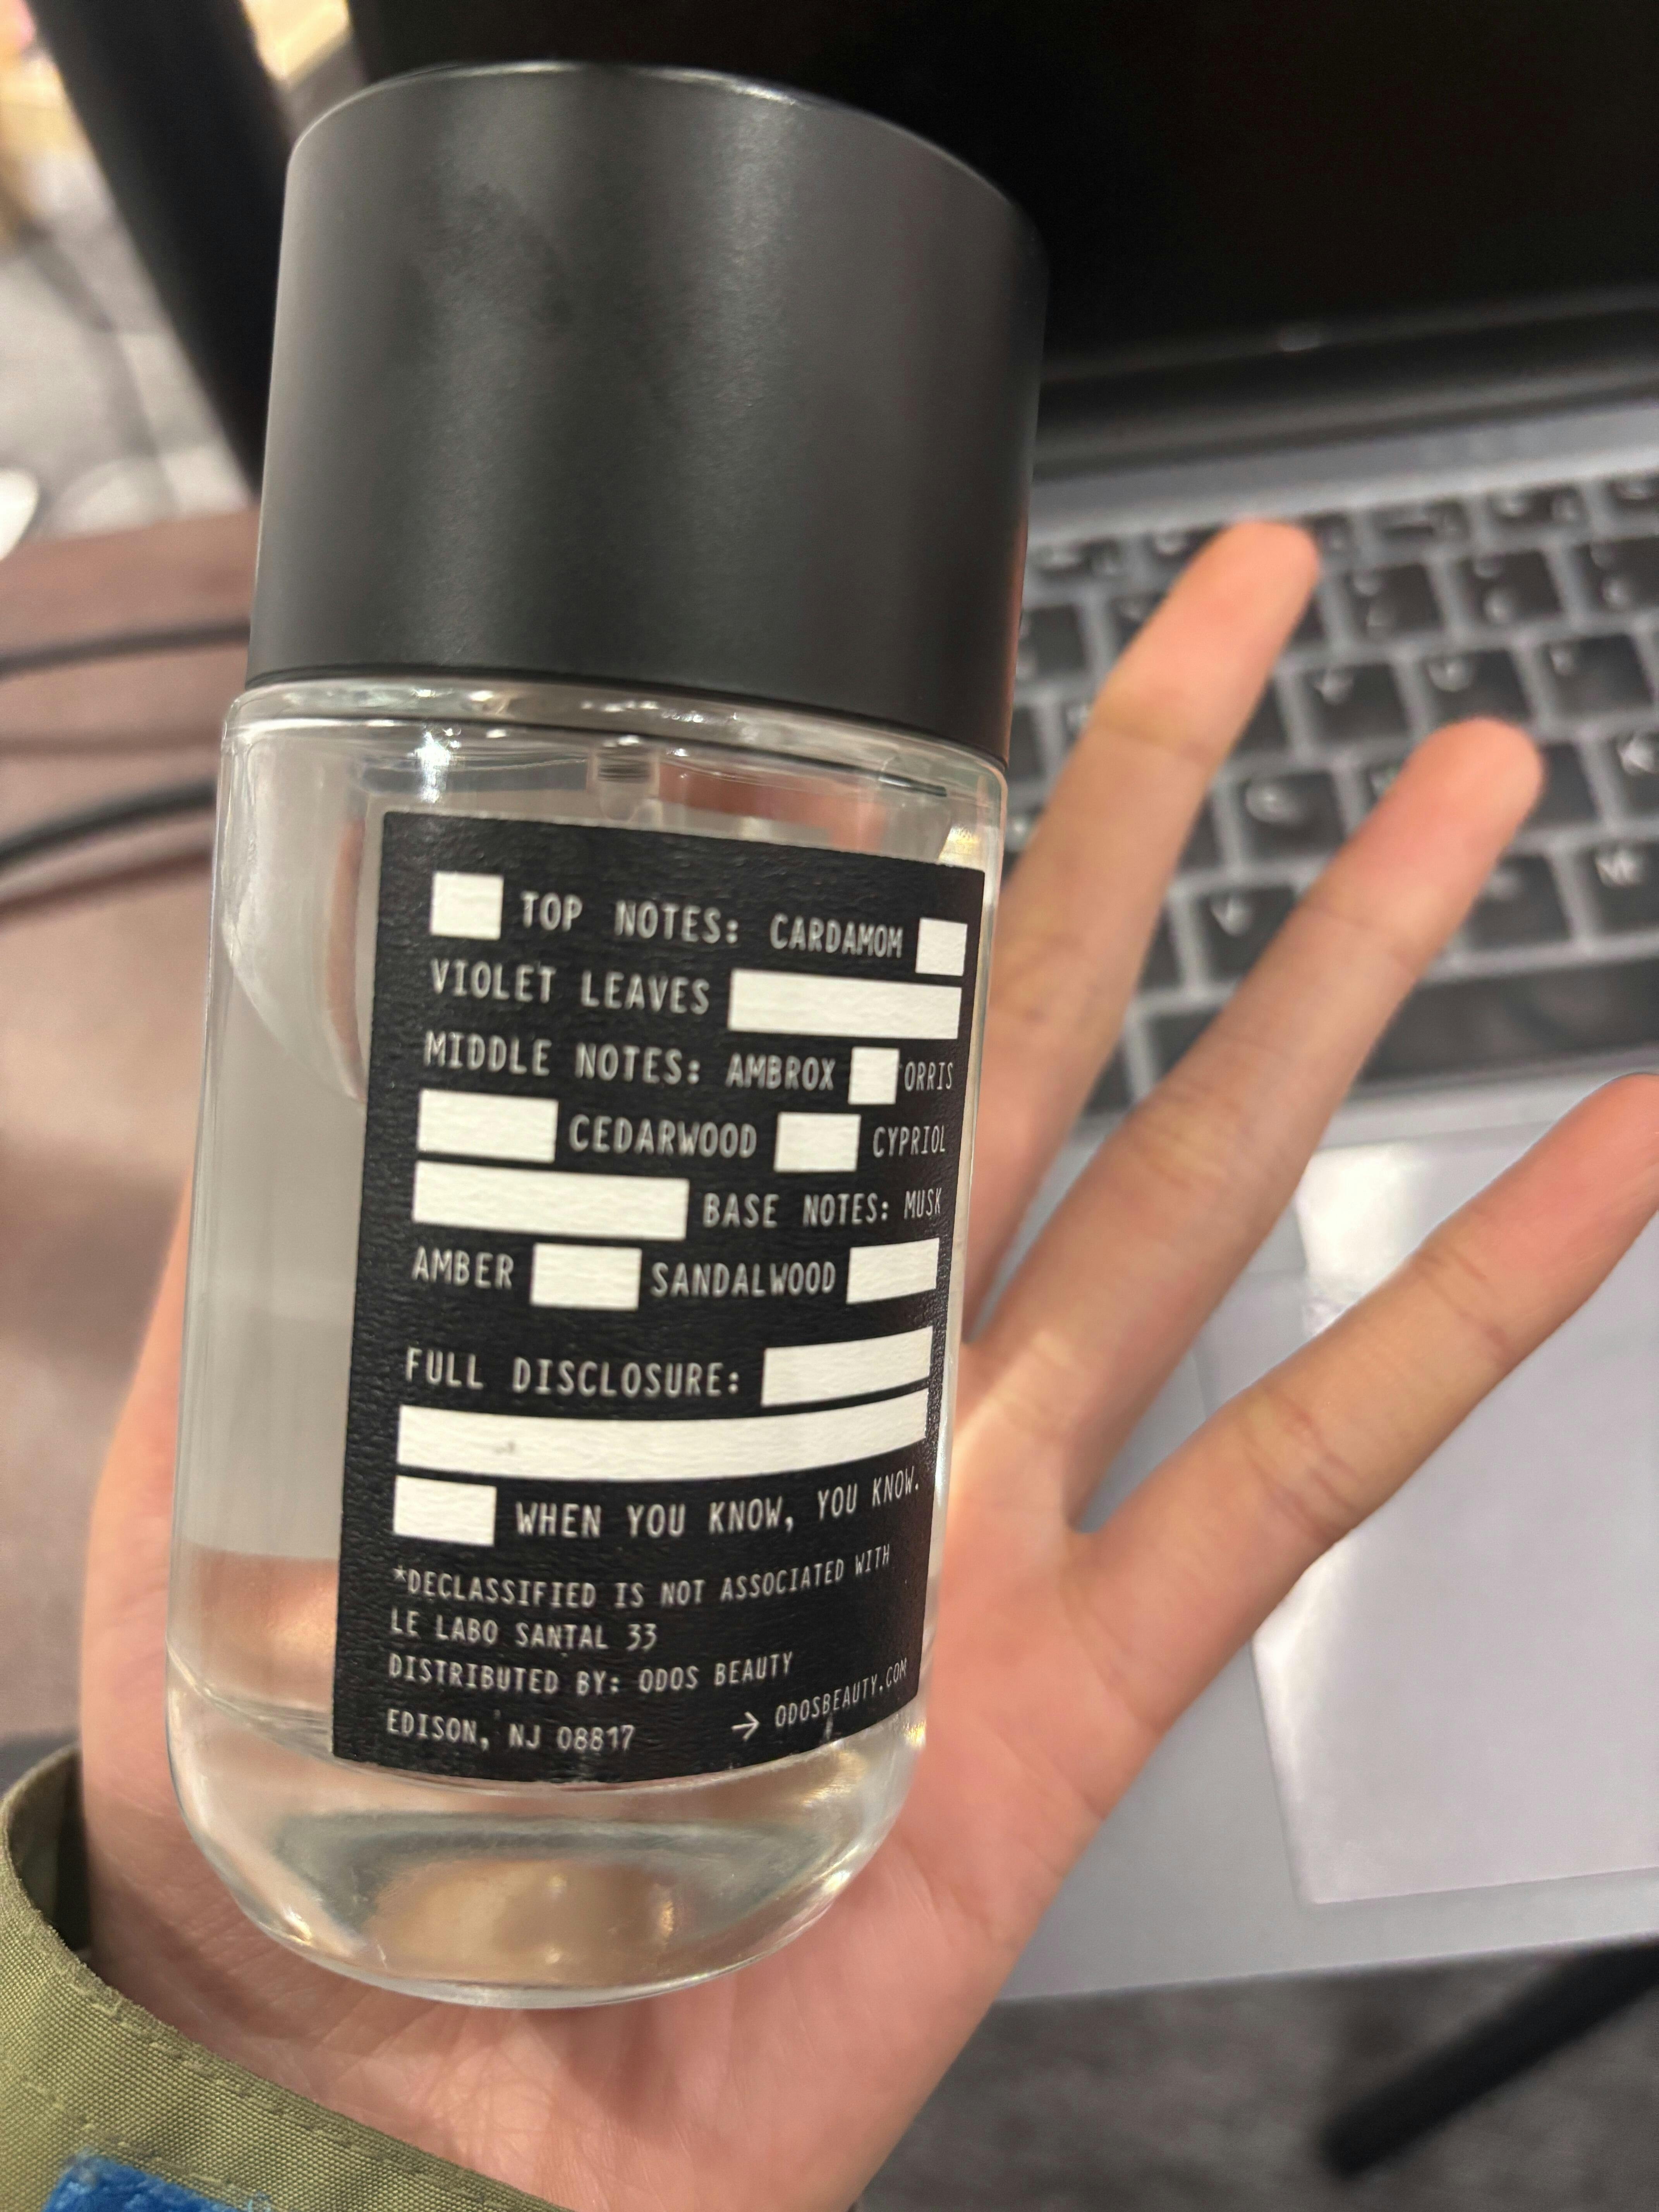 TOP NOTES: CARDAMOM
VIOLET LEAVES
MIDDLE NOTES: AMBROX ORRIS
CEDARWOOD CYPRIOL
BASE NOTES: MUSK
AMBER SANDALWOOD
FULL DISCLOSURE:
WHEN YOU KNOW, YOU KNOW.
*DECLASSIFIED IS NOT ASSOCIATED WITH
LE LABO SANTAL 33
DISTRIBUTED BY: ODOS BEAUTY
EDISON, NJ 08817 → ODOSBEAUTY.COM